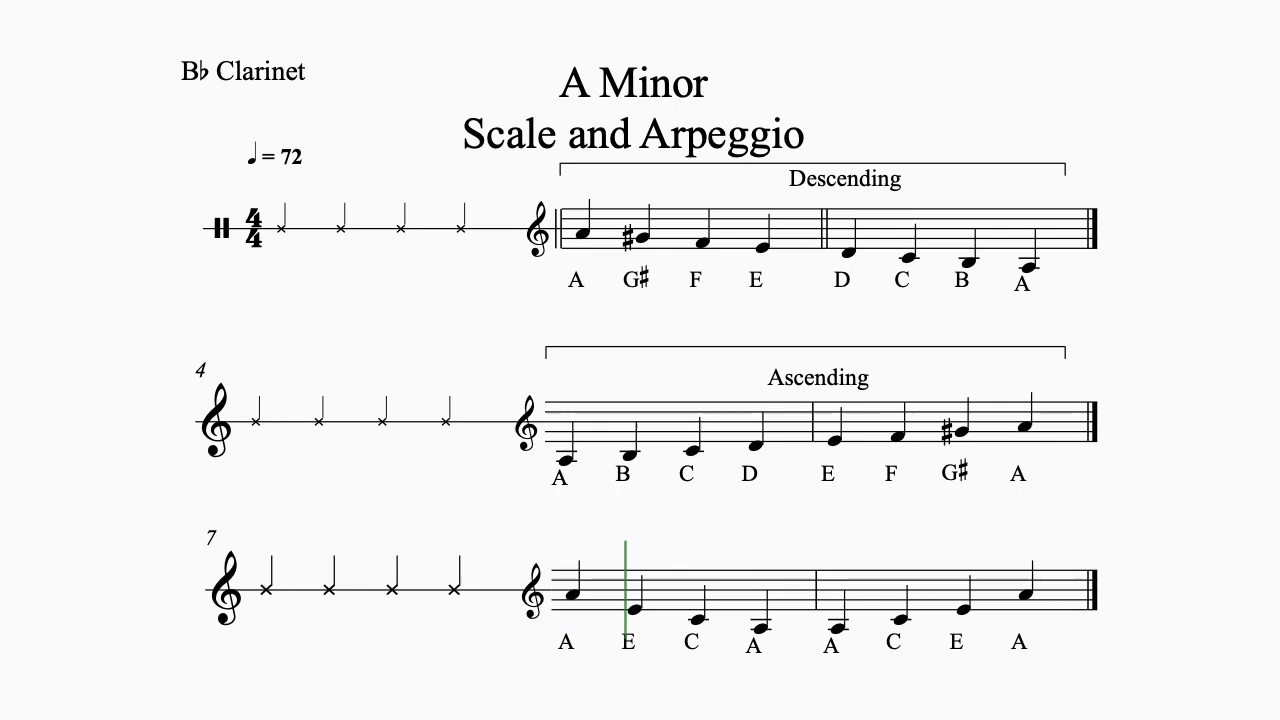 B♭ Clarinet
A Minor
Scale and Arpeggio
♩ = 72
Descending
4/4
A G♯ F E D C B A
4
Ascending
A B C D E F G♯ A
7
A E C A A C E A